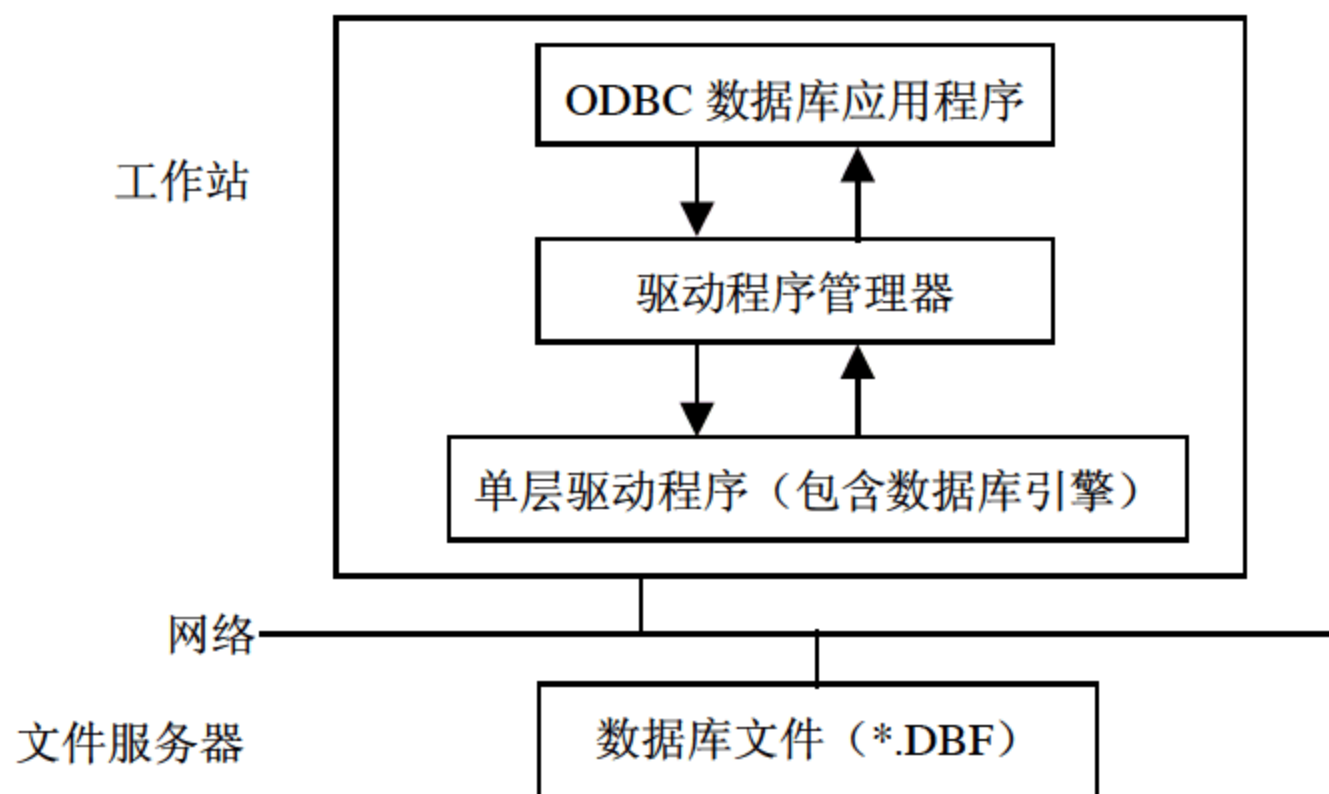 ODBC 数据库应用程序
工作站
驱动程序管理器
单层驱动程序（包含数据库引擎）
网络
文件服务器
数据库文件（*.DBF）